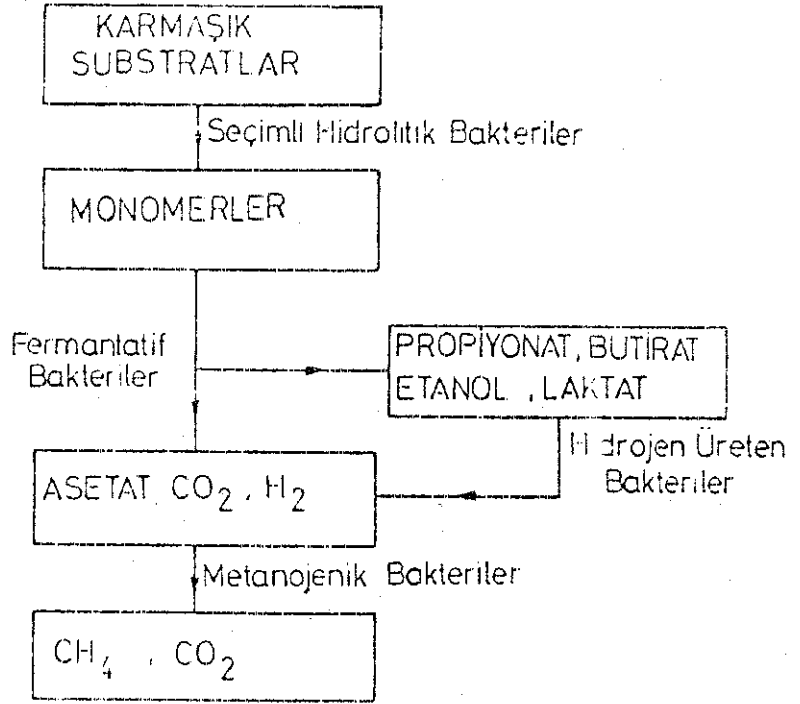 KARMAŞIK
SUBSTRATLAR
Seçimli Hidrolitik Bakteriler
MONOMERLER
Fermantatif
Bakteriler
PROPİYONAT, BUTİRAT
ETANOL , LAKTAT
Hidrojen Üreten
Bakteriler
ASETAT CO₂ , H₂
Metanojenik Bakteriler
CH₄ , CO₂